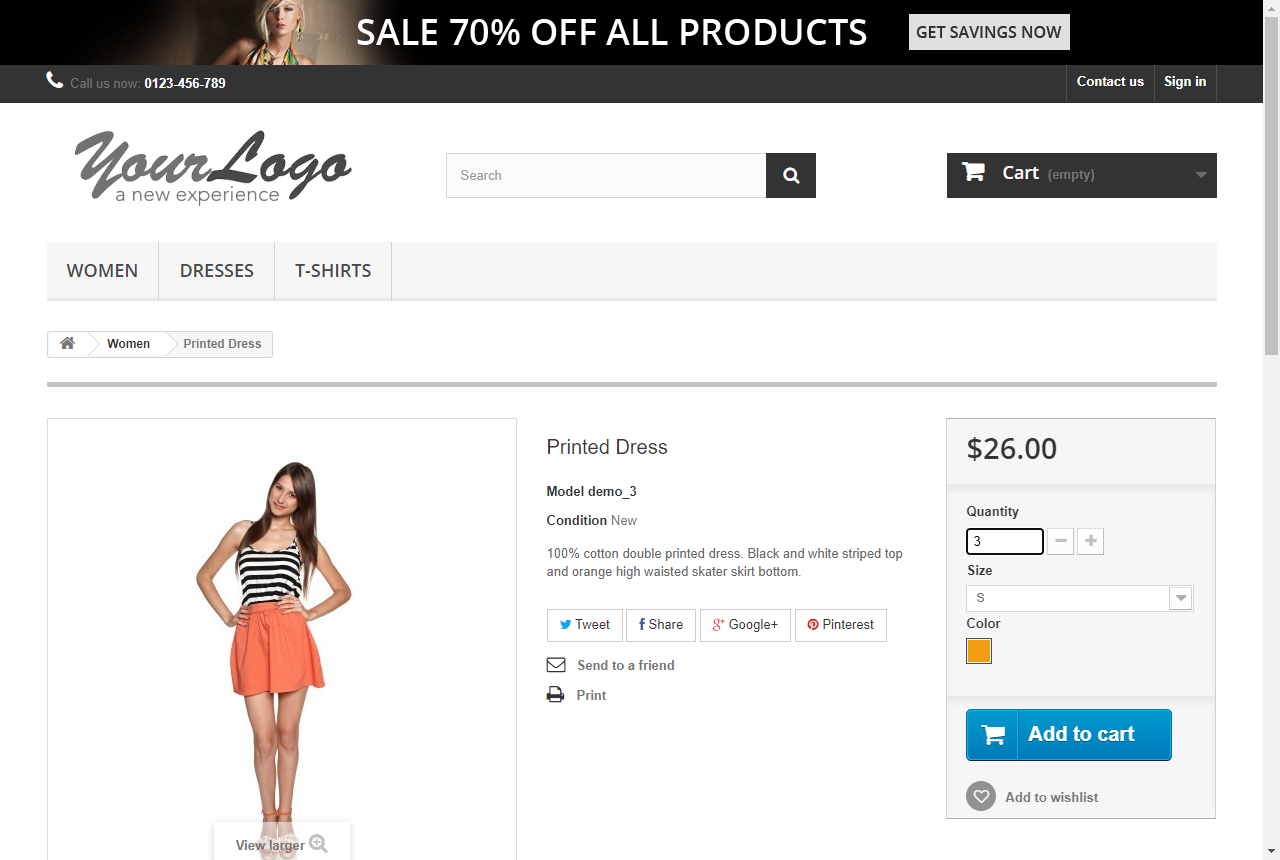 SALE 70% OFF ALL PRODUCTS GET SAVINGS NOW
Call us now: 0123-456-789 Contact us Sign in
YourLogo
a new experience
Search
Cart (empty)
WOMEN DRESSES T-SHIRTS
Women Printed Dress
Printed Dress
Model demo_3
Condition New
100% cotton double printed dress. Black and white striped top
and orange high waisted skater skirt bottom.
Tweet Share Google+ Pinterest
Send to a friend
Print
View larger
$26.00
Quantity
3
Size
S
Color
Add to cart
Add to wishlist